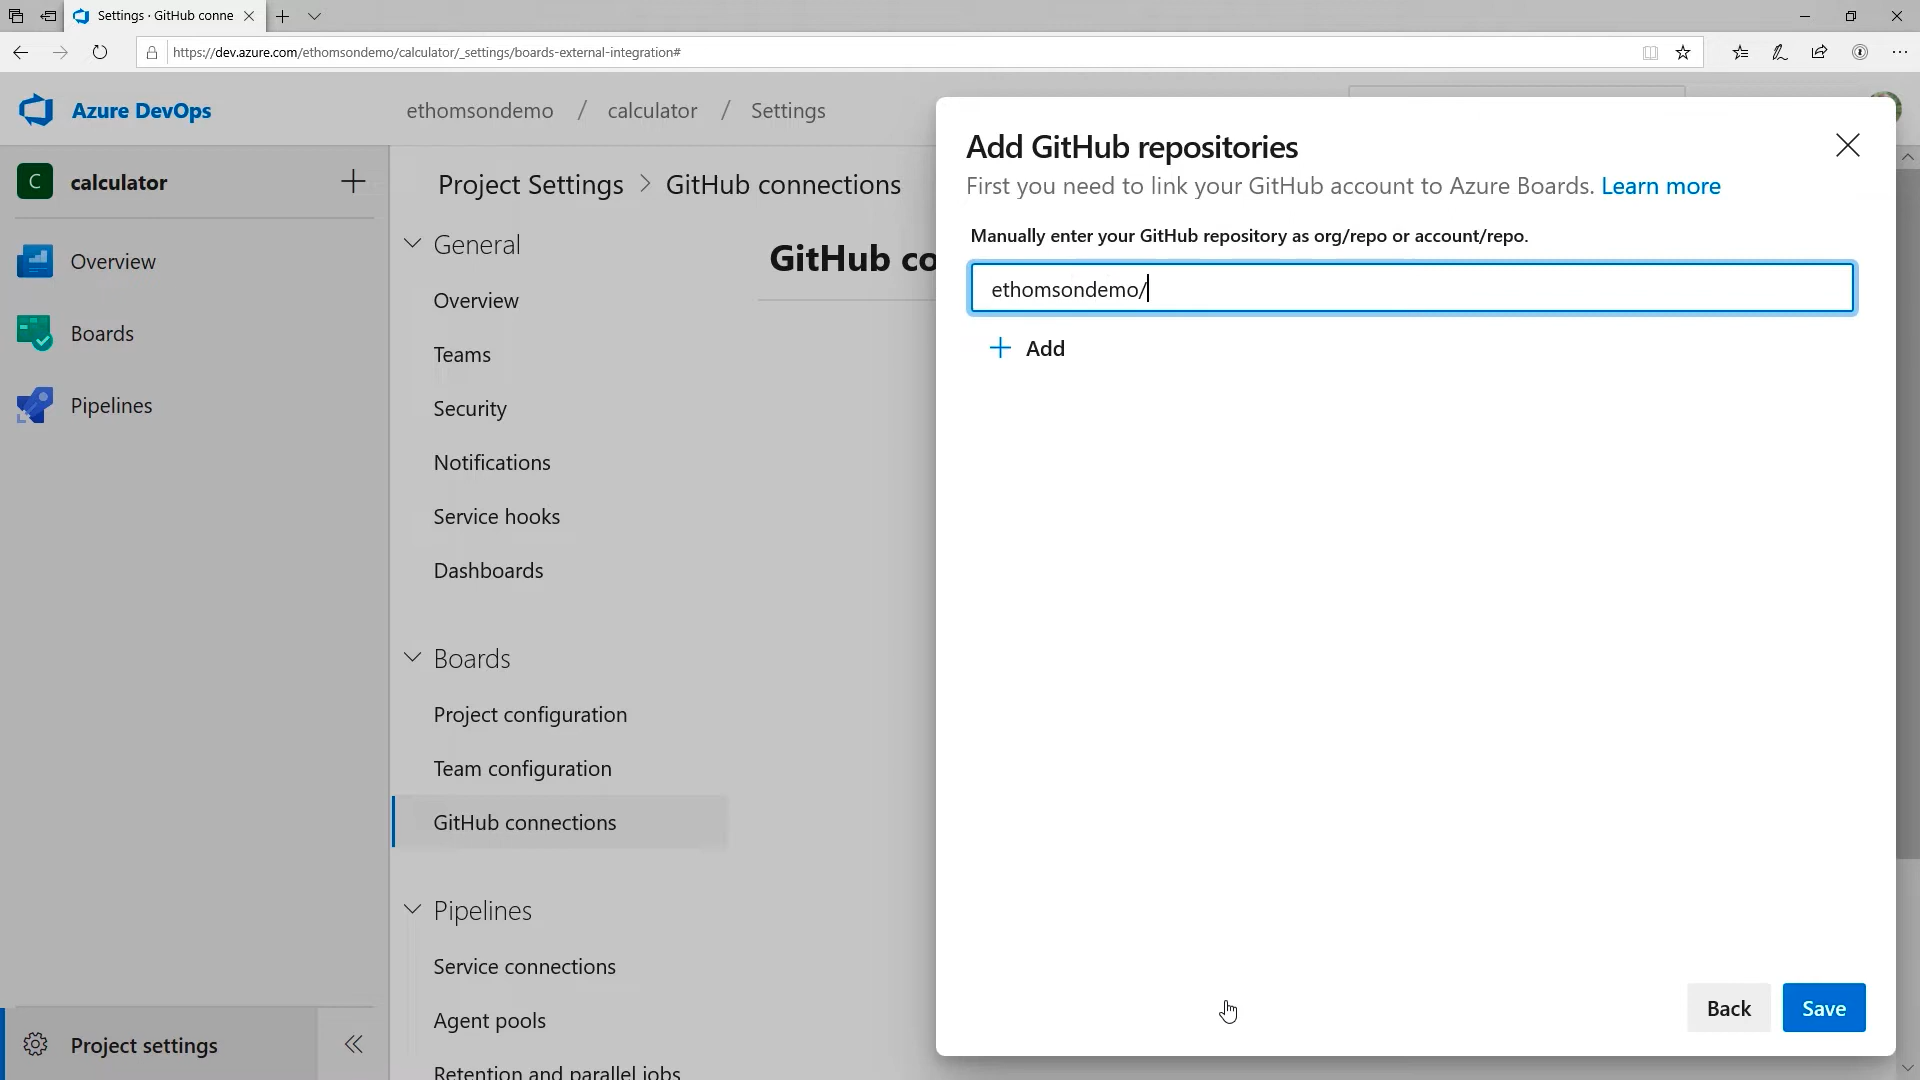 Settings · GitHub conne
https://dev.azure.com/ethomsondemo/calculator/_settings/boards-external-integration#
Azure DevOps
ethomsondemo / calculator / Settings
C calculator
Overview
Boards
Pipelines
Project settings
Project Settings > GitHub connections
General
Overview
Teams
Security
Notifications
Service hooks
Dashboards
Boards
Project configuration
Team configuration
GitHub connections
Pipelines
Service connections
Agent pools
Retention and parallel jobs
GitHub co
Add GitHub repositories
First you need to link your GitHub account to Azure Boards. Learn more
Manually enter your GitHub repository as org/repo or account/repo.
ethomsondemo/
Add
Back
Save